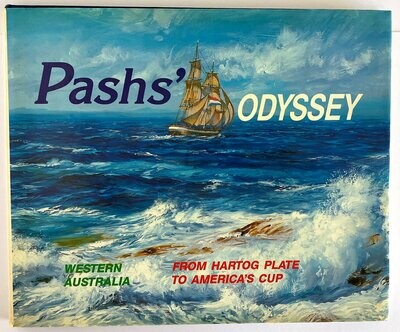 Pashs'
ODYSSEY
WESTERN
AUSTRALIA
FROM HARTOG PLATE
TO AMERICA'S CUP